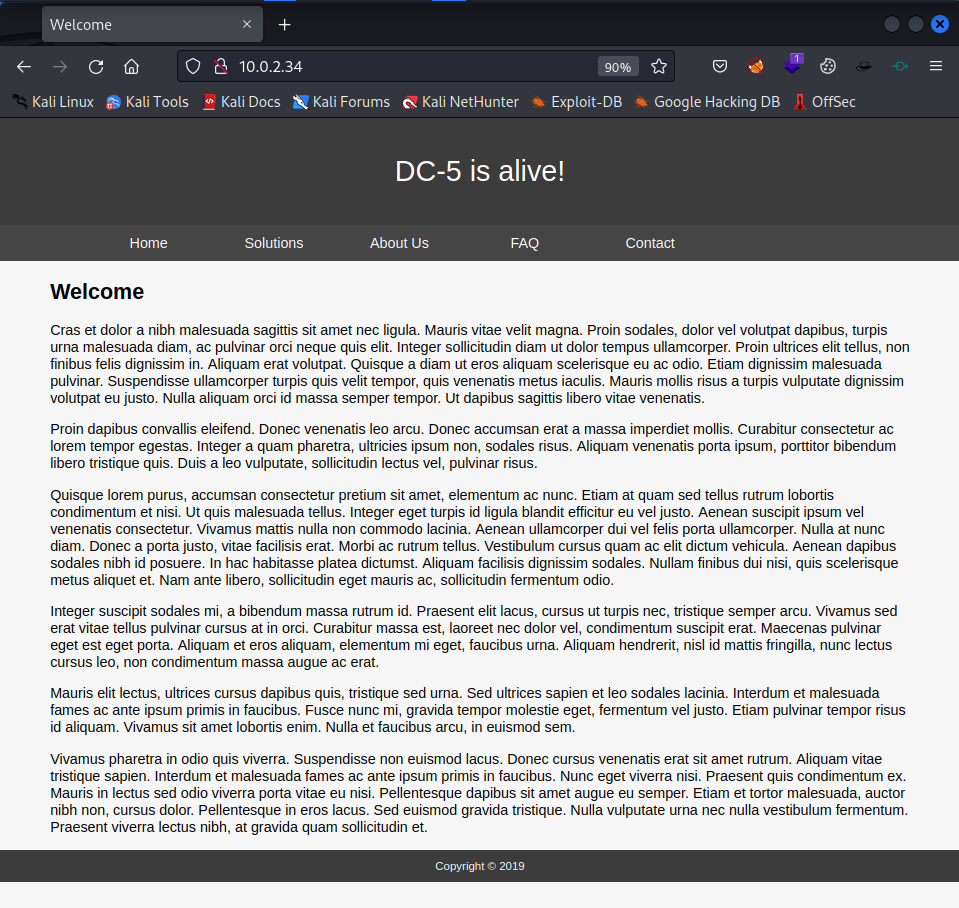 Welcome
10.0.2.34
90%
1
Kali Linux
Kali Tools
Kali Docs
Kali Forums
Kali NetHunter
Exploit-DB
Google Hacking DB
OffSec
DC-5 is alive!
Home
Solutions
About Us
FAQ
Contact
Welcome
Cras et dolor a nibh malesuada sagittis sit amet nec ligula. Mauris vitae velit magna. Proin sodales, dolor vel volutpat dapibus, turpis
urna malesuada diam, ac pulvinar orci neque quis elit. Integer sollicitudin diam ut dolor tempus ullamcorper. Proin ultrices elit tellus, non
finibus felis dignissim in. Aliquam erat volutpat. Quisque a diam ut eros aliquam scelerisque eu ac odio. Etiam dignissim malesuada
pulvinar. Suspendisse ullamcorper turpis quis velit tempor, quis venenatis metus iaculis. Mauris mollis risus a turpis vulputate dignissim
volutpat eu justo. Nulla aliquam orci id massa semper tempor. Ut dapibus sagittis libero vitae venenatis.
Proin dapibus convallis eleifend. Donec venenatis leo arcu. Donec accumsan erat a massa imperdiet mollis. Curabitur consectetur ac
lorem tempor egestas. Integer a quam pharetra, ultricies ipsum non, sodales risus. Aliquam venenatis porta ipsum, porttitor bibendum
libero tristique quis. Duis a leo vulputate, sollicitudin lectus vel, pulvinar risus.
Quisque lorem purus, accumsan consectetur pretium sit amet, elementum ac nunc. Etiam at quam sed tellus rutrum lobortis
condimentum et nisi. Ut quis malesuada tellus. Integer eget turpis id ligula blandit efficitur eu vel justo. Aenean suscipit ipsum vel
venenatis consectetur. Vivamus mattis nulla non commodo lacinia. Aenean ullamcorper dui vel felis porta ullamcorper. Nulla at nunc
diam. Donec a porta justo, vitae facilisis erat. Morbi ac rutrum tellus. Vestibulum cursus quam ac elit dictum vehicula. Aenean dapibus
sodales nibh id posuere. In hac habitasse platea dictumst. Aliquam facilisis dignissim sodales. Nullam finibus dui nisi, quis scelerisque
metus aliquet et. Nam ante libero, sollicitudin eget mauris ac, sollicitudin fermentum odio.
Integer suscipit sodales mi, a bibendum massa rutrum id. Praesent elit lacus, cursus ut turpis nec, tristique semper arcu. Vivamus sed
erat vitae tellus pulvinar cursus at in orci. Curabitur massa est, laoreet nec dolor vel, condimentum suscipit erat. Maecenas pulvinar
eget est eget porta. Aliquam et eros aliquam, elementum mi eget, faucibus urna. Aliquam hendrerit, nisl id mattis fringilla, nunc lectus
cursus leo, non condimentum massa augue ac erat.
Mauris elit lectus, ultrices cursus dapibus quis, tristique sed urna. Sed ultrices sapien et leo sodales lacinia. Interdum et malesuada
fames ac ante ipsum primis in faucibus. Fusce nunc mi, gravida tempor molestie eget, fermentum vel justo. Etiam pulvinar tempor risus
id aliquam. Vivamus sit amet lobortis enim. Nulla et faucibus arcu, in euismod sem.
Vivamus pharetra in odio quis viverra. Suspendisse non euismod lacus. Donec cursus venenatis erat sit amet rutrum. Aliquam vitae
tristique sapien. Interdum et malesuada fames ac ante ipsum primis in faucibus. Nunc eget viverra nisi. Praesent quis condimentum ex.
Mauris in lectus sed odio viverra porta vitae eu nisi. Pellentesque dapibus sit amet augue eu semper. Etiam et tortor malesuada, auctor
nibh non, cursus dolor. Pellentesque in eros lacus. Sed euismod gravida tristique. Nulla vulputate urna nec nulla vestibulum fermentum.
Praesent viverra lectus nibh, at gravida quam sollicitudin et.
Copyright © 2019